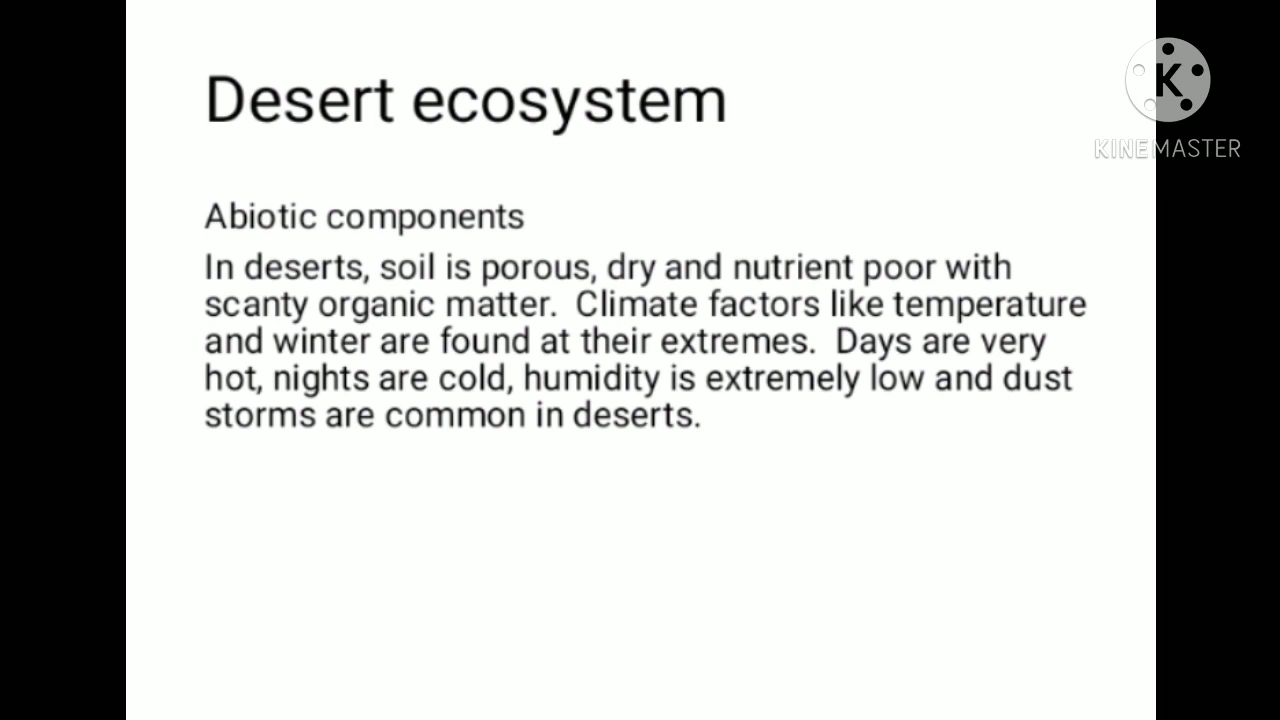 Desert ecosystem
KINEMASTER
Abiotic components
In deserts, soil is porous, dry and nutrient poor with
scanty organic matter.  Climate factors like temperature
and winter are found at their extremes.  Days are very
hot, nights are cold, humidity is extremely low and dust
storms are common in deserts.